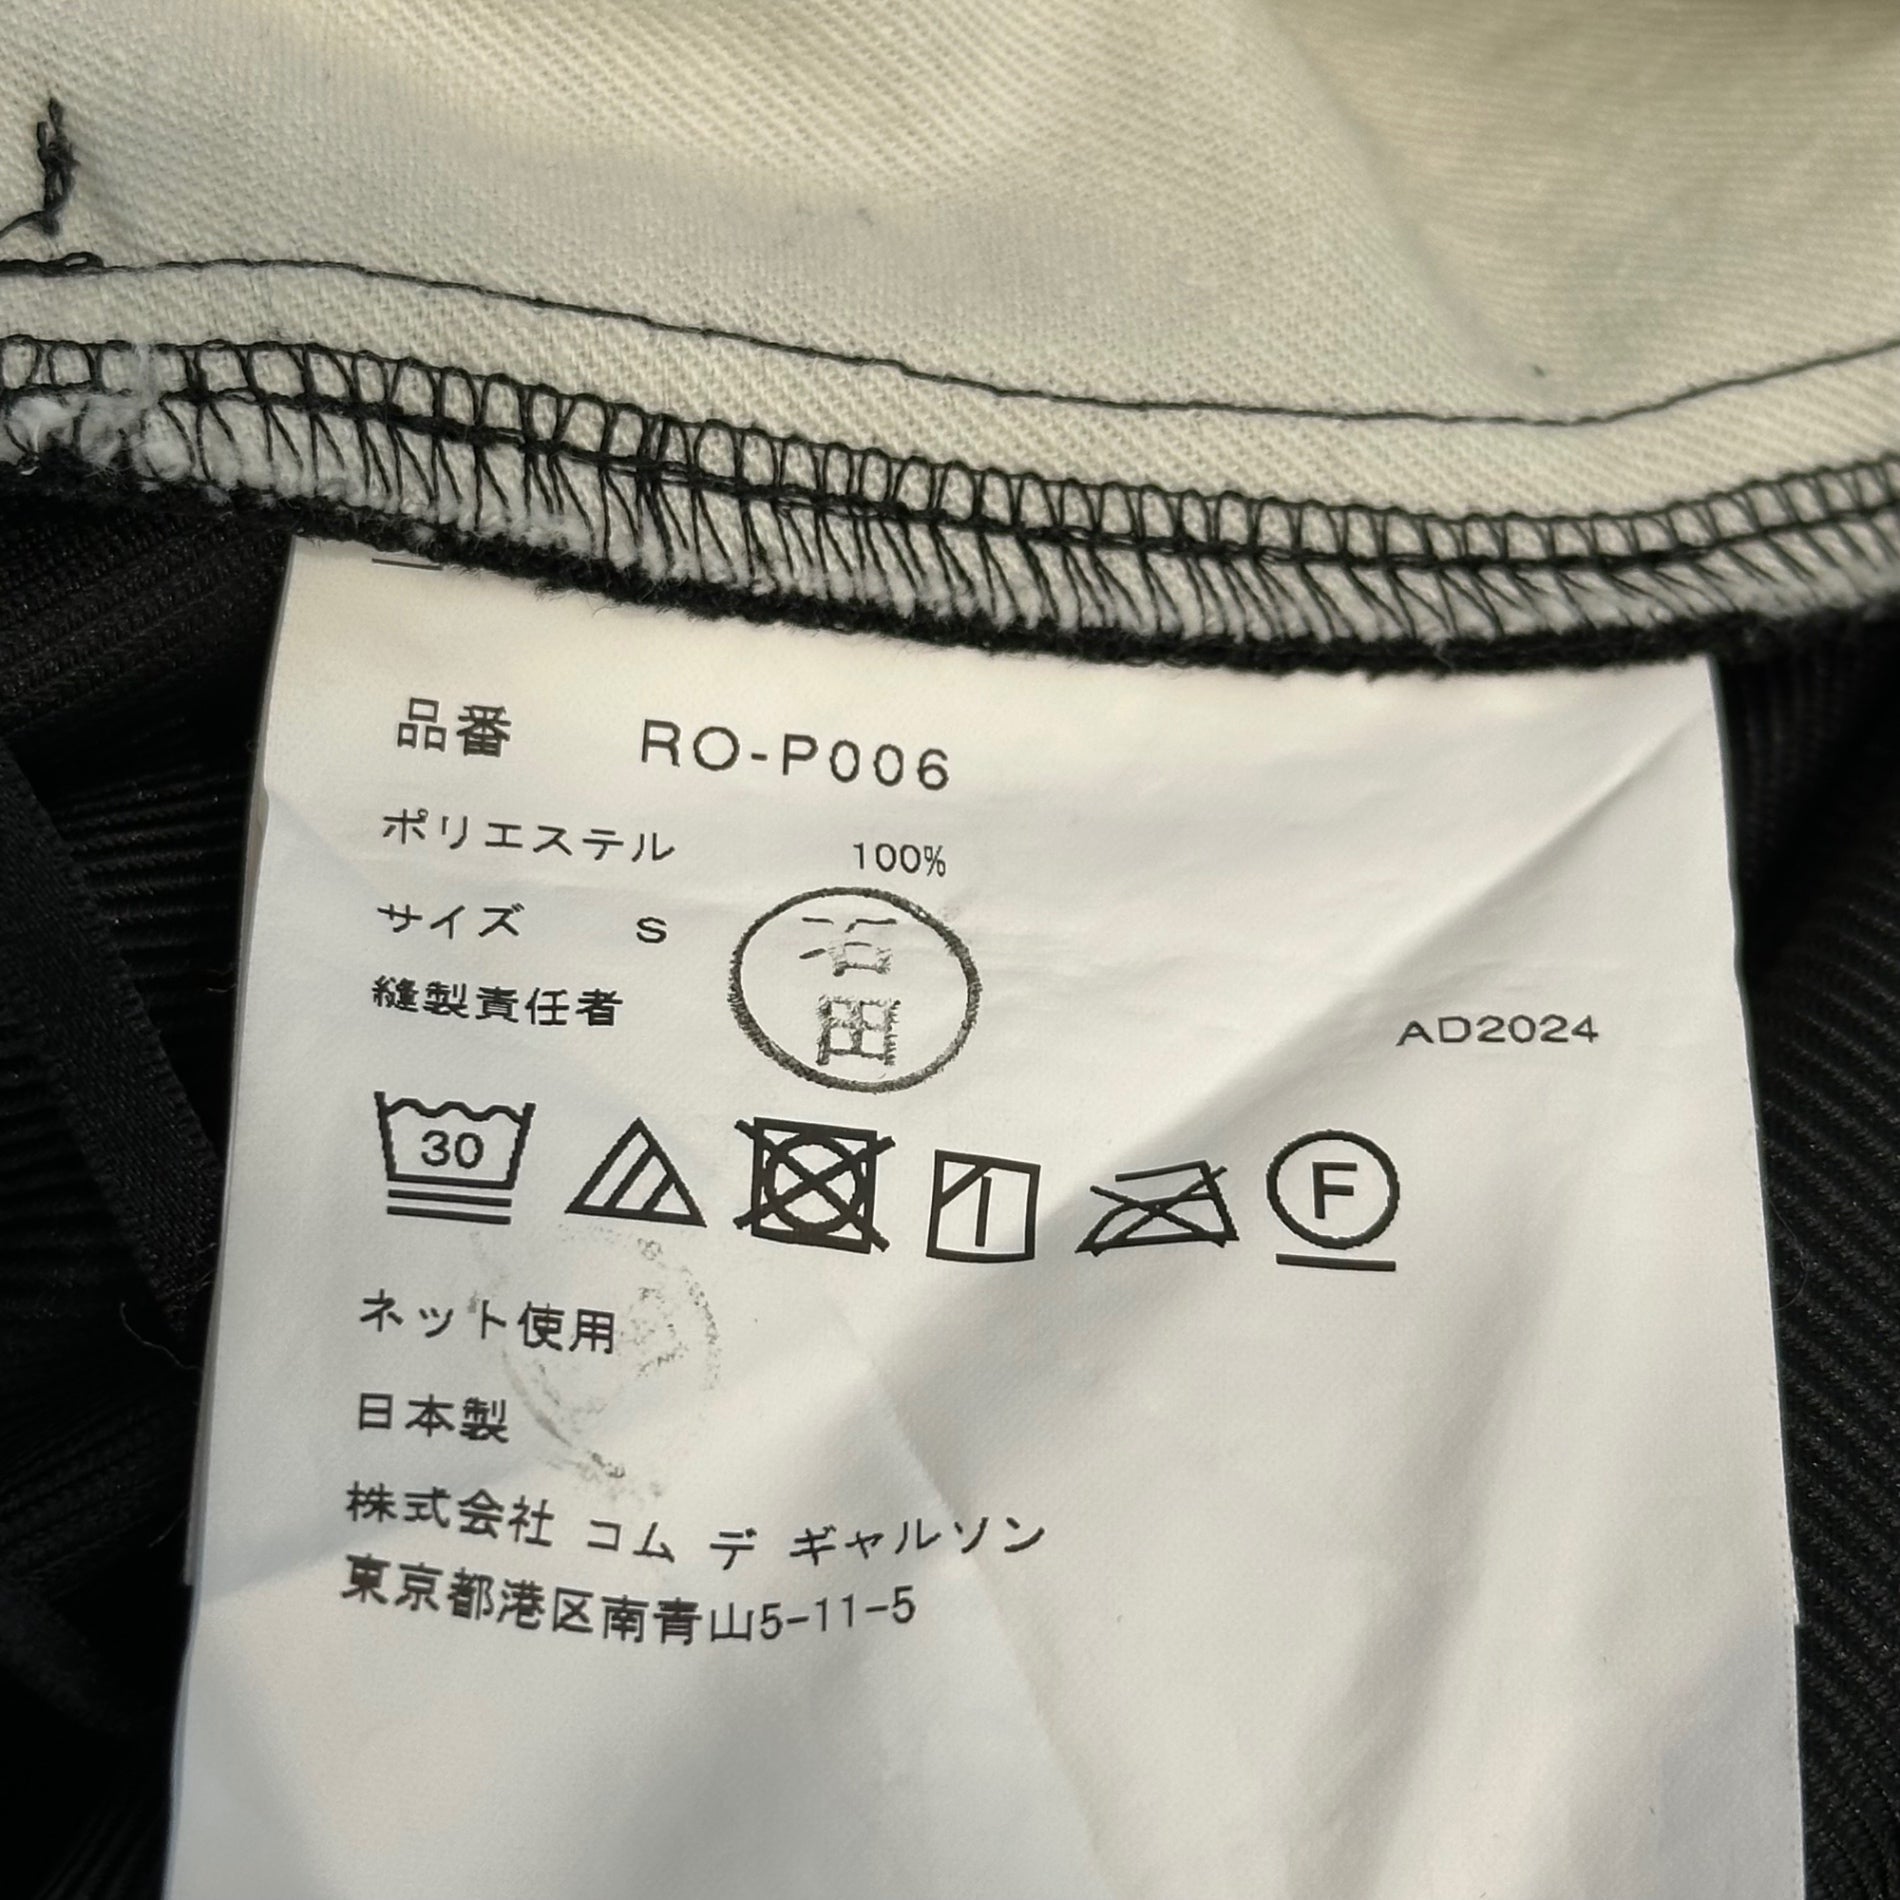 品番 RO-P006
ポリエステル 100%
サイズ S
石田
縫製責任者
AD2024
30
F
ネット使用
日本製
株式会社 コム デ ギャルソン
東京都港区南青山5-11-5